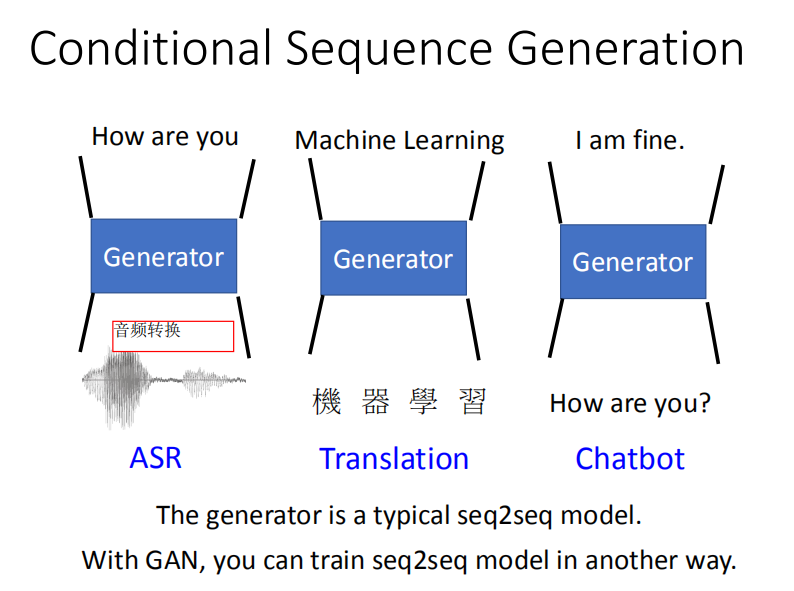 Conditional Sequence Generation
How are you
Machine Learning
I am fine.
Generator
Generator
Generator
音频转换
機 器 學 習
How are you?
ASR
Translation
Chatbot
The generator is a typical seq2seq model.
With GAN, you can train seq2seq model in another way.